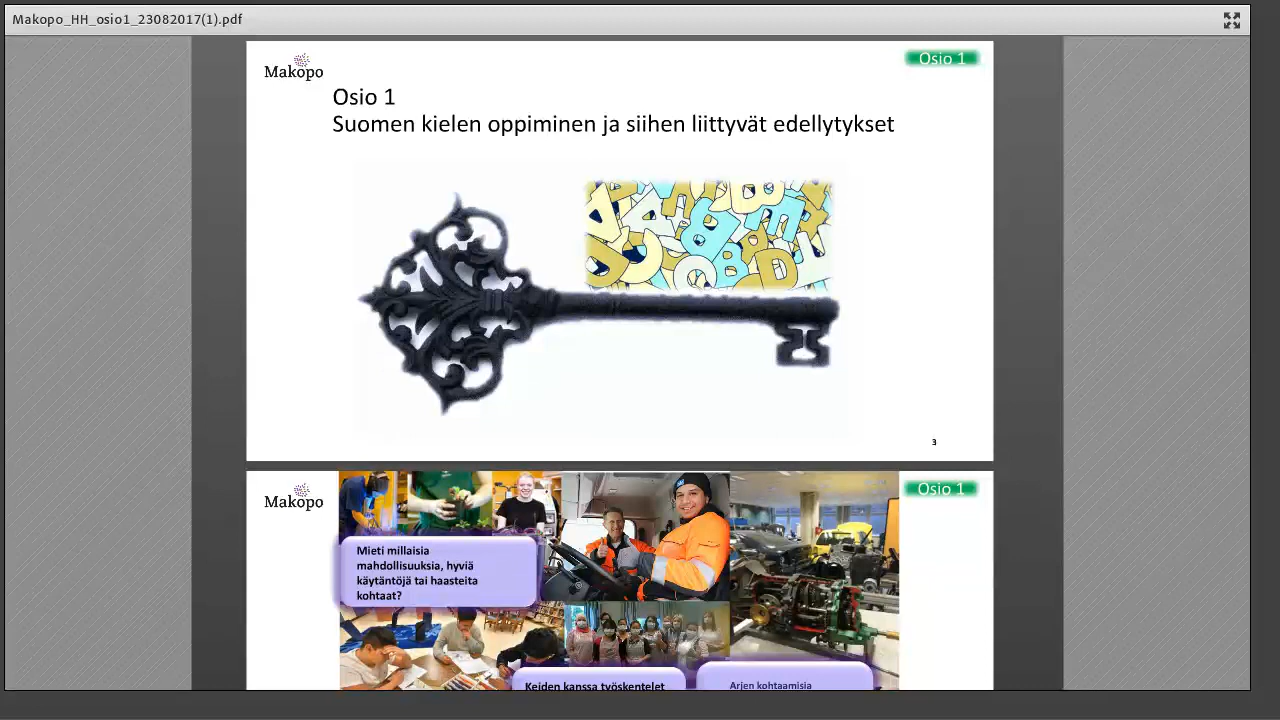 Makopo_HH_osio1_23082017(1).pdf
Makopo
Osio 1
Osio 1
Suomen kielen oppiminen ja siihen liittyvät edellytykset
3
Makopo
Osio 1
Mieti millaisia
mahdollisuuksia, hyviä
käytäntöjä tai haasteita
kohtaat?
Keiden kanssa työskentelet
Arjen kohtaamisia